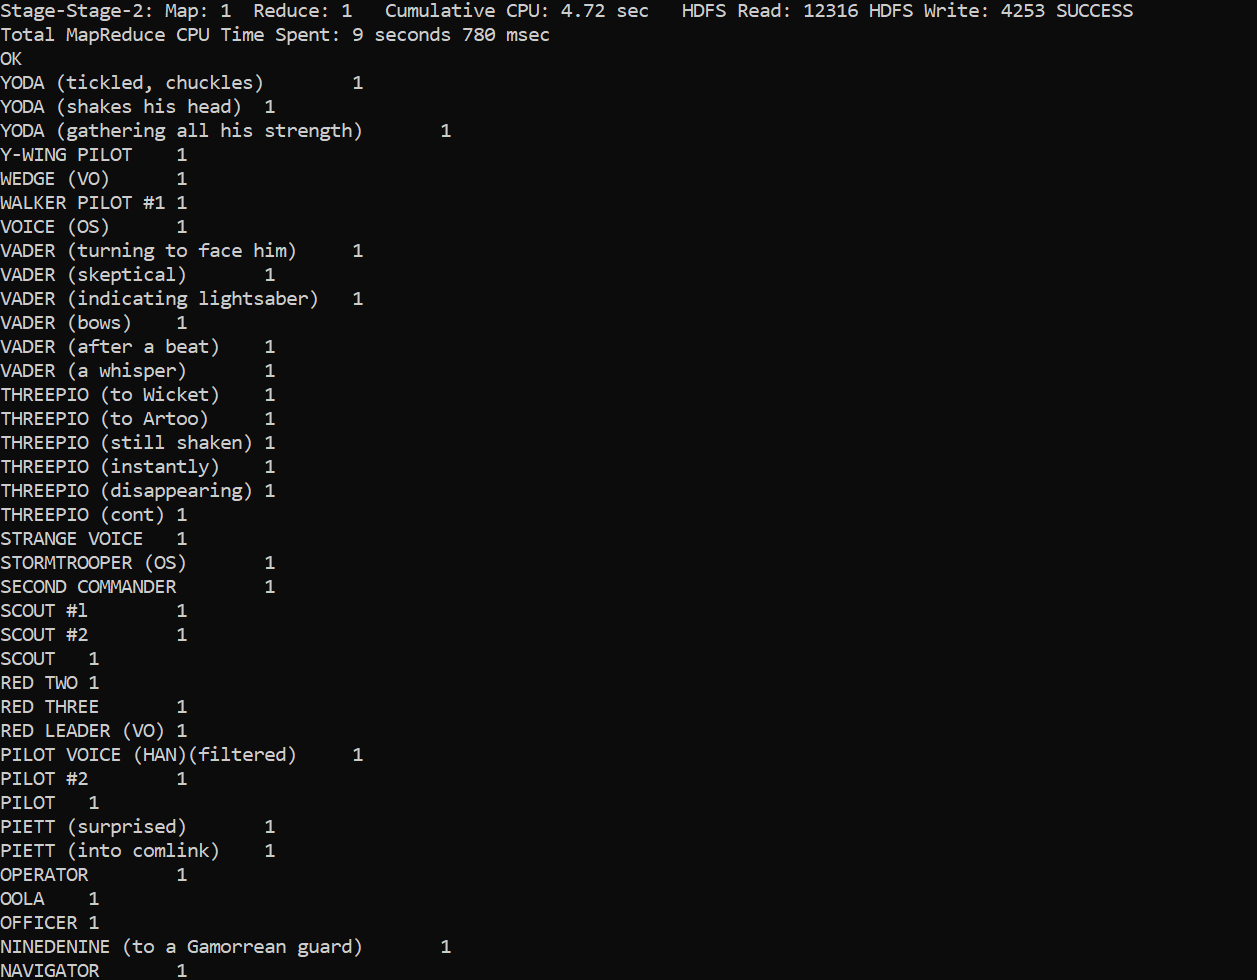 Stage-Stage-2: Map: 1  Reduce: 1   Cumulative CPU: 4.72 sec   HDFS Read: 12316 HDFS Write: 4253 SUCCESS
Total MapReduce CPU Time Spent: 9 seconds 780 msec
OK
YODA (tickled, chuckles)        1
YODA (shakes his head)  1
YODA (gathering all his strength)       1
Y-WING PILOT    1
WEDGE (VO)      1
WALKER PILOT #1 1
VOICE (OS)      1
VADER (turning to face him)     1
VADER (skeptical)       1
VADER (indicating lightsaber)   1
VADER (bows)    1
VADER (after a beat)    1
VADER (a whisper)       1
THREEPIO (to Wicket)    1
THREEPIO (to Artoo)     1
THREEPIO (still shaken) 1
THREEPIO (instantly)    1
THREEPIO (disappearing) 1
THREEPIO (cont) 1
STRANGE VOICE   1
STORMTROOPER (OS)       1
SECOND COMMANDER        1
SCOUT #l        1
SCOUT #2        1
SCOUT   1
RED TWO 1
RED THREE       1
RED LEADER (VO) 1
PILOT VOICE (HAN)(filtered)     1
PILOT #2        1
PILOT   1
PIETT (surprised)       1
PIETT (into comlink)    1
OPERATOR        1
OOLA    1
OFFICER 1
NINEDENINE (to a Gamorrean guard)       1
NAVIGATOR       1